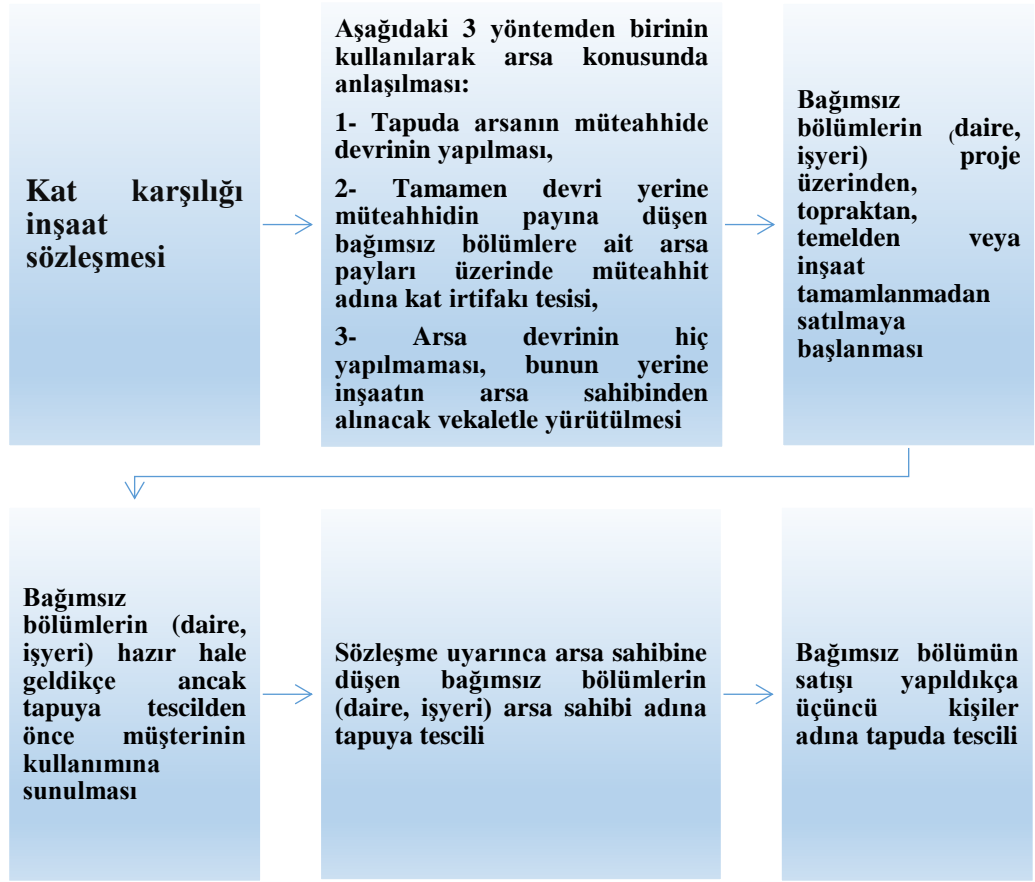 Kat karşılığı
inşaat
sözleşmesi
Aşağıdaki 3 yöntemden birinin
kullanılarak arsa konusunda
anlaşılması:
1- Tapuda arsanın müteahhide
devrinin yapılması,
2- Tamamen devri yerine
müteahhidin payına düşen
bağımsız bölümlere ait arsa
payları üzerinde müteahhit
adına kat irtifakı tesisi,
3- Arsa devrinin hiç
yapılmaması, bunun yerine
inşaatın arsa sahibinden
alınacak vekaletle yürütülmesi
Bağımsız
bölümlerin (daire,
işyeri) proje
üzerinden,
topraktan,
temelden veya
inşaat
tamamlanmadan
satılmaya
başlanması
Bağımsız
bölümlerin (daire,
işyeri) hazır hale
geldikçe ancak
tapuya tescilden
önce müşterinin
kullanımına
sunulması
Sözleşme uyarınca arsa sahibine
düşen bağımsız bölümlerin
(daire, işyeri) arsa sahibi adına
tapuya tescili
Bağımsız bölümün
satışı yapıldıkça
üçüncü kişiler
adına tapuda tescili